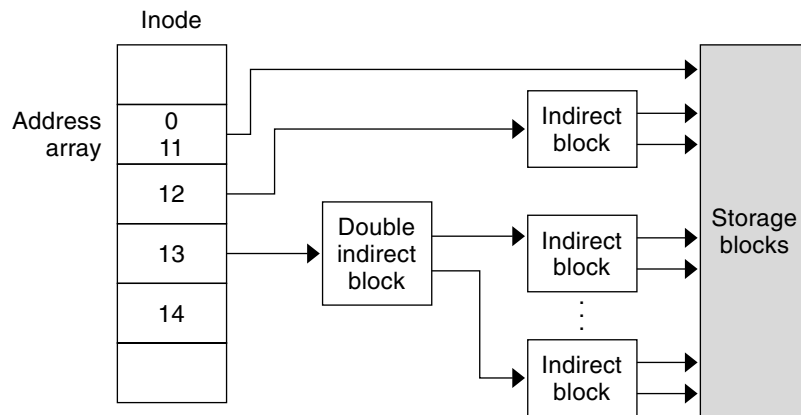 Inode
Address
array
0
11
12
13
14
Double
indirect
block
Indirect
block
Indirect
block
.
.
.
Indirect
block
Storage
blocks